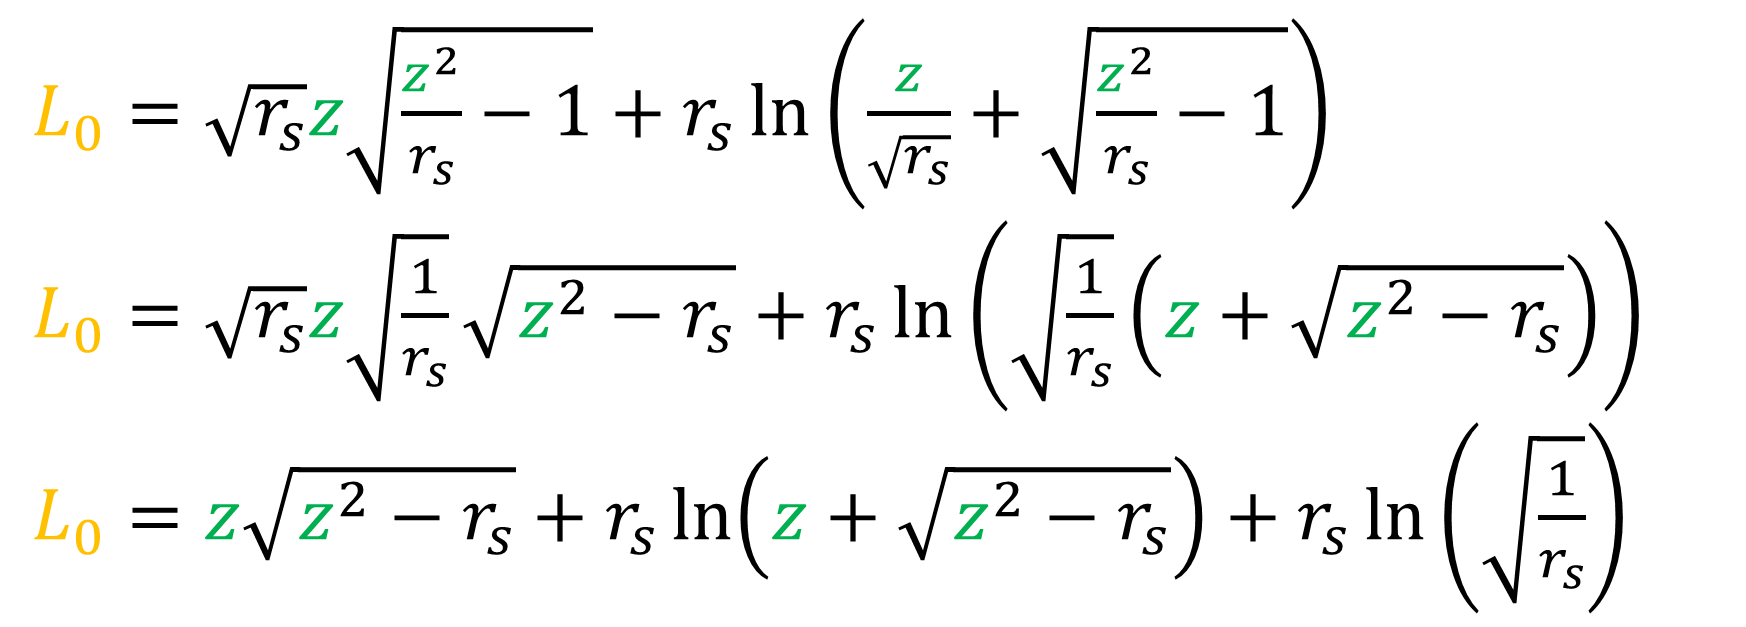 L₀ = √(r_s) z √(z²/r_s − 1) + r_s ln(z/√(r_s) + √(z²/r_s − 1))
L₀ = √(r_s) z √(1/r_s) √(z² − r_s) + r_s ln(√(1/r_s) (z + √(z² − r_s)))
L₀ = z√(z² − r_s) + r_s ln(z + √(z² − r_s)) + r_s ln(√(1/r_s))